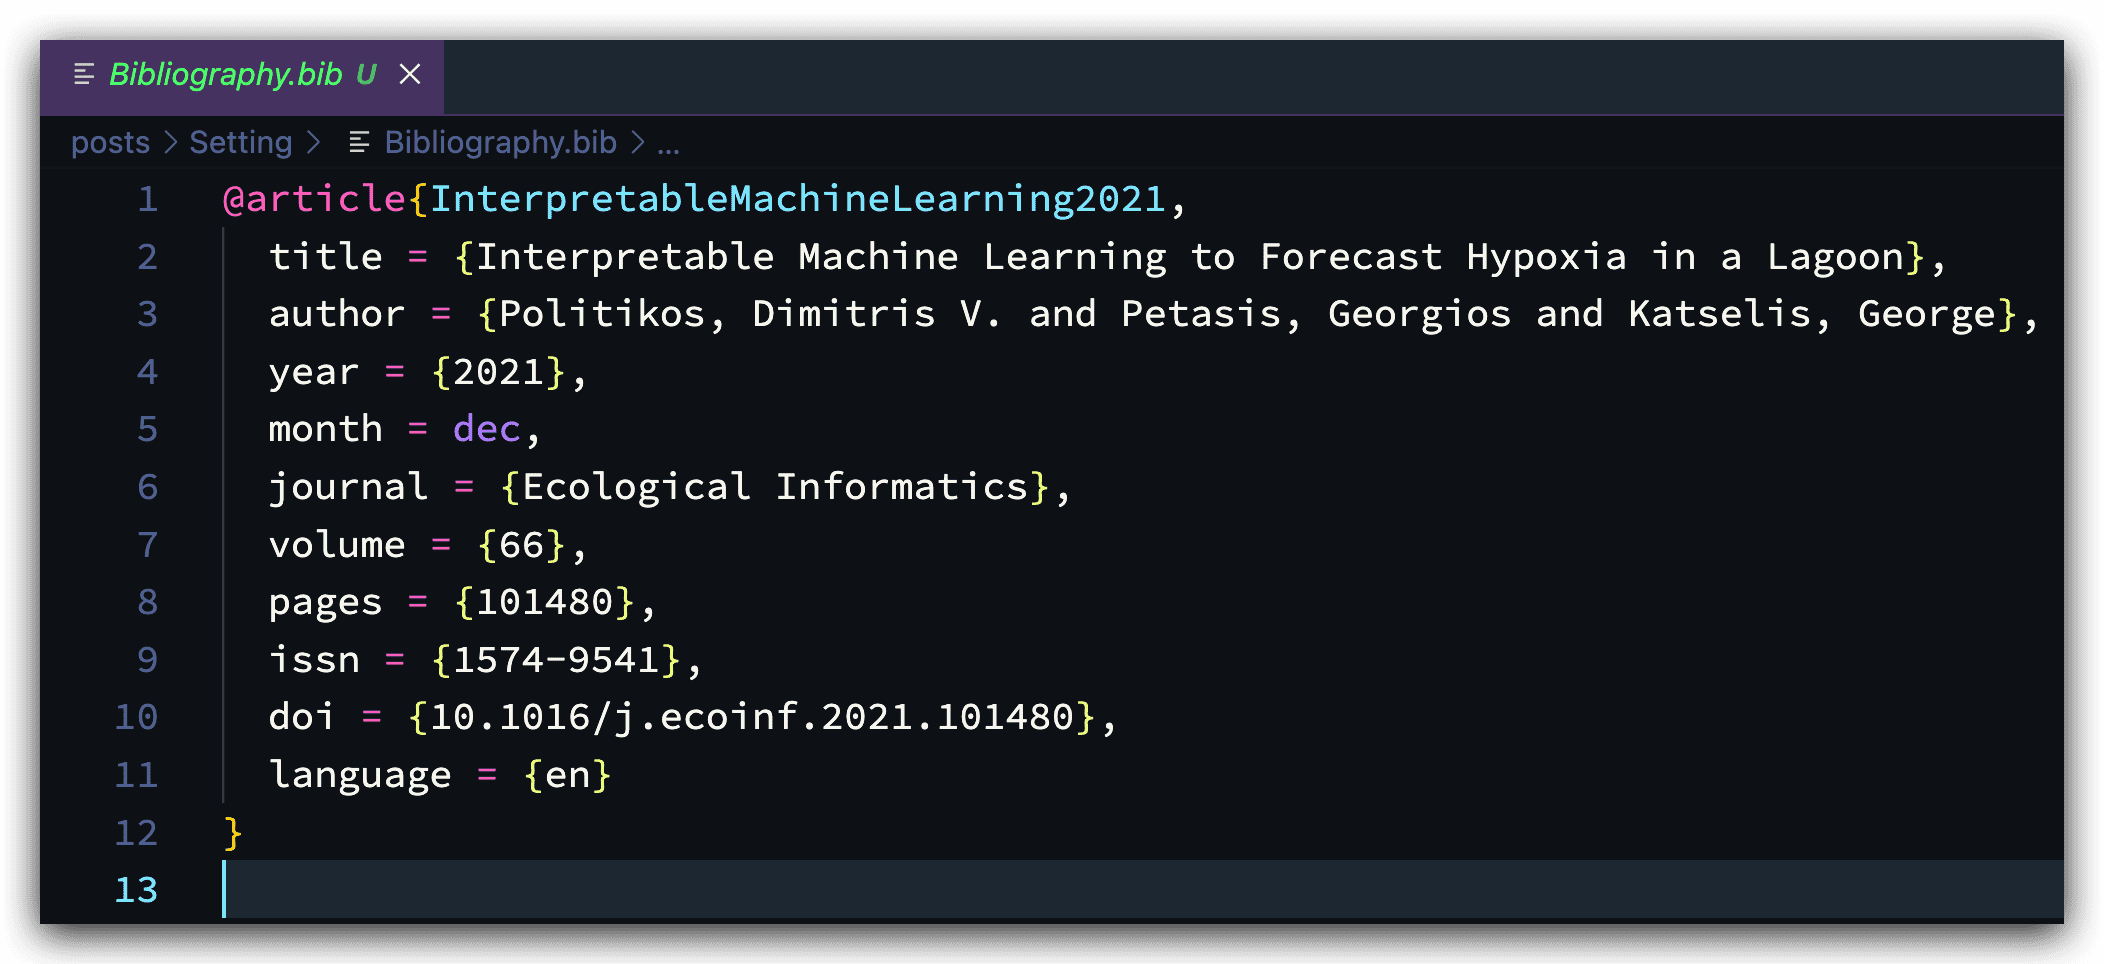 Bibliography.bib U ×
posts > Setting > Bibliography.bib > ...
1 @article{InterpretableMachineLearning2021,
2 title = {Interpretable Machine Learning to Forecast Hypoxia in a Lagoon},
3 author = {Politikos, Dimitris V. and Petasis, Georgios and Katselis, George},
4 year = {2021},
5 month = dec,
6 journal = {Ecological Informatics},
7 volume = {66},
8 pages = {101480},
9 issn = {1574-9541},
10 doi = {10.1016/j.ecoinf.2021.101480},
11 language = {en}
12 }
13